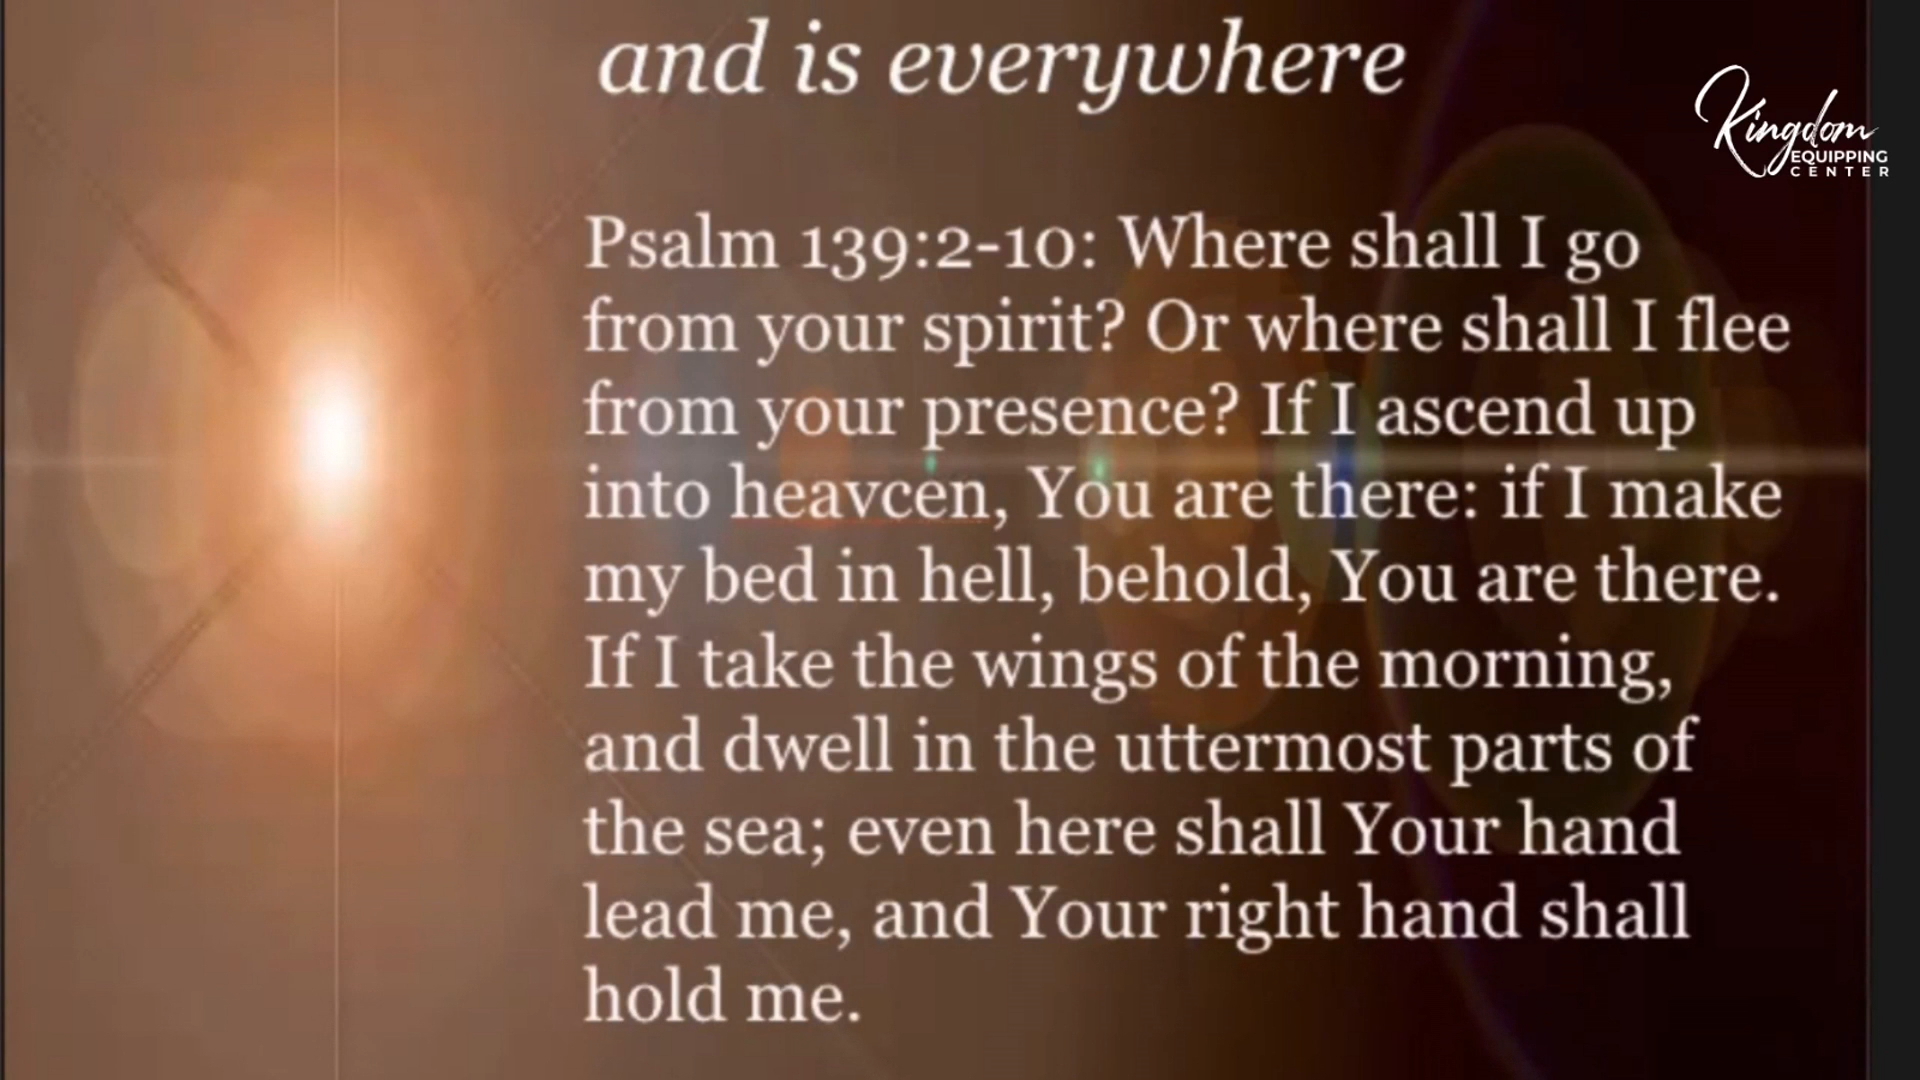 and is everywhere
Kingdom
EQUIPPING
CENTER
Psalm 139:2-10: Where shall I go
from your spirit? Or where shall I flee
from your presence? If I ascend up
into heavcen, You are there: if I make
my bed in hell, behold, You are there.
If I take the wings of the morning,
and dwell in the uttermost parts of
the sea; even here shall Your hand
lead me, and Your right hand shall
hold me.